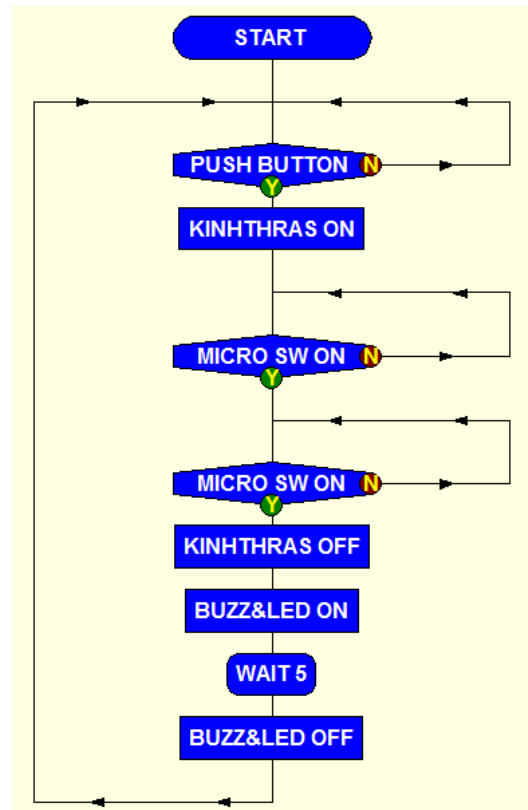 START
PUSH BUTTON N
Y
KINHTHRAS ON
MICRO SW ON N
Y
MICRO SW ON N
Y
KINHTHRAS OFF
BUZZ&LED ON
WAIT 5
BUZZ&LED OFF